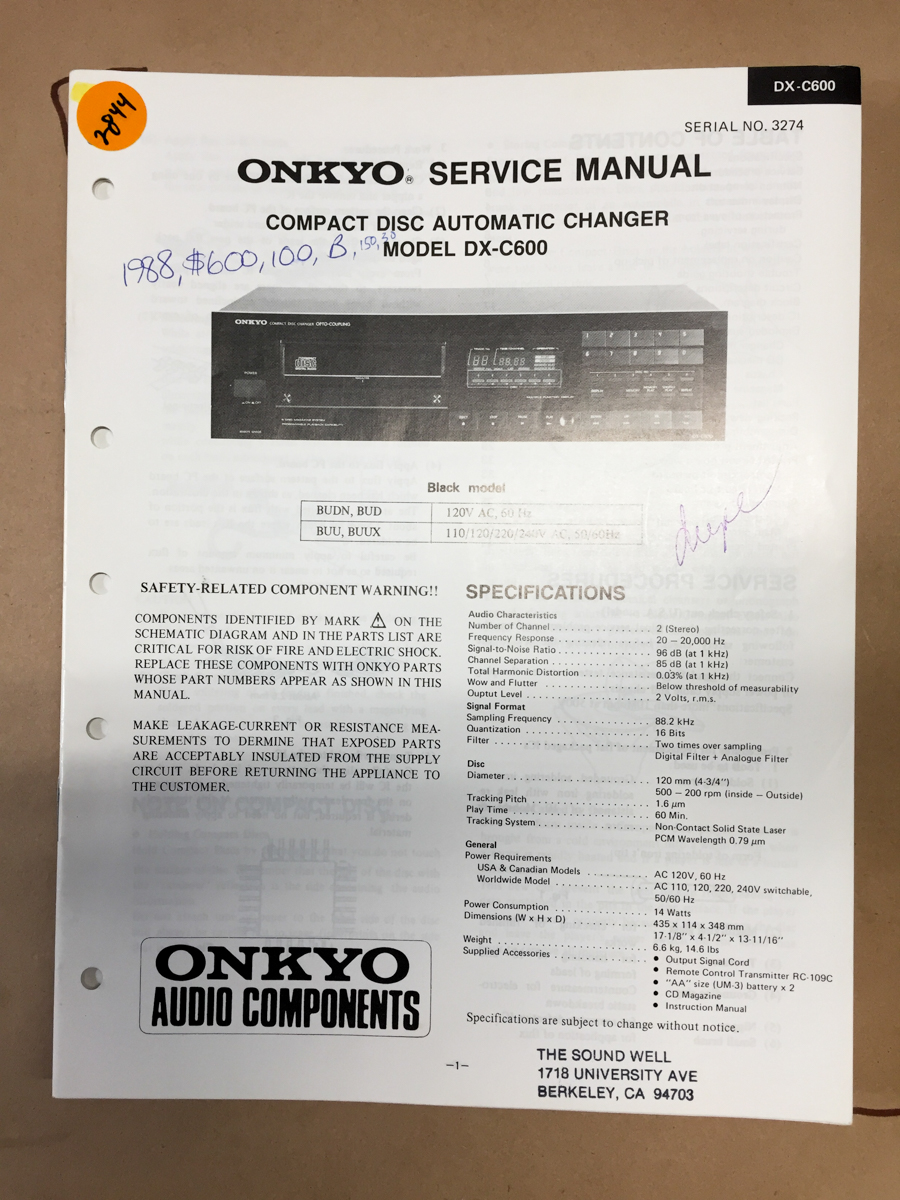 DX-C600
2844
SERIAL NO. 3274
ONKYO® SERVICE MANUAL
COMPACT DISC AUTOMATIC CHANGER
MODEL DX-C600
1988, $600, 100, B, 150, 30
ONKYO COMPACT DISC CHANGER OPTO-COUPLING
POWER
Black model
BUDN, BUD 120V AC, 60 Hz
BUU, BUUX 110/120/220/240V AC, 50/60Hz
SAFETY-RELATED COMPONENT WARNING!!
COMPONENTS IDENTIFIED BY MARK ⚠ ON THE
SCHEMATIC DIAGRAM AND IN THE PARTS LIST ARE
CRITICAL FOR RISK OF FIRE AND ELECTRIC SHOCK.
REPLACE THESE COMPONENTS WITH ONKYO PARTS
WHOSE PART NUMBERS APPEAR AS SHOWN IN THIS
MANUAL.
MAKE LEAKAGE-CURRENT OR RESISTANCE MEA-
SUREMENTS TO DERMINE THAT EXPOSED PARTS
ARE ACCEPTABLY INSULATED FROM THE SUPPLY
CIRCUIT BEFORE RETURNING THE APPLIANCE TO
THE CUSTOMER.
ONKYO
AUDIO COMPONENTS
SPECIFICATIONS
Audio Characteristics
Number of Channel . . . . . . . . . . . . . . . . 2 (Stereo)
Frequency Response . . . . . . . . . . . . . . . 20 – 20,000 Hz
Signal-to-Noise Ratio . . . . . . . . . . . . . . . 96 dB (at 1 kHz)
Channel Separation . . . . . . . . . . . . . . . . 85 dB (at 1 kHz)
Total Harmonic Distortion . . . . . . . . . . . 0.03% (at 1 kHz)
Wow and Flutter . . . . . . . . . . . . . . . . . Below threshold of measurability
Ouptut Level . . . . . . . . . . . . . . . . . . . . 2 Volts, r.m.s.
Signal Format
Sampling Frequency . . . . . . . . . . . . . . . 88.2 kHz
Quantization . . . . . . . . . . . . . . . . . . . . 16 Bits
Filter . . . . . . . . . . . . . . . . . . . . . . . . . Two times over sampling
Digital Filter + Analogue Filter
Disc
Diameter . . . . . . . . . . . . . . . . . . . . . . . 120 mm (4-3/4")
500 – 200 rpm (inside – Outside)
Tracking Pitch . . . . . . . . . . . . . . . . . . . 1.6 μm
Play Time . . . . . . . . . . . . . . . . . . . . . . 60 Min.
Tracking System . . . . . . . . . . . . . . . . . . Non-Contact Solid State Laser
PCM Wavelength 0.79 μm
General
Power Requirements
USA & Canadian Models . . . . . . . . . . AC 120V, 60 Hz
Worldwide Model . . . . . . . . . . . . . . . AC 110, 120, 220, 240V switchable,
50/60 Hz
Power Consumption . . . . . . . . . . . . . . . 14 Watts
Dimensions (W x H x D) . . . . . . . . . . . . 435 x 114 x 348 mm
17-1/8" x 4-1/2" x 13-11/16"
Weight . . . . . . . . . . . . . . . . . . . . . . . . 6.6 kg, 14.6 lbs
Supplied Accessories . . . . . . . . . . . . . . . • Output Signal Cord
• Remote Control Transmitter RC-109C
• "AA" size (UM-3) battery x 2
• CD Magazine
• Instruction Manual
Specifications are subject to change without notice.
–1–
THE SOUND WELL
1718 UNIVERSITY AVE
BERKELEY, CA 94703